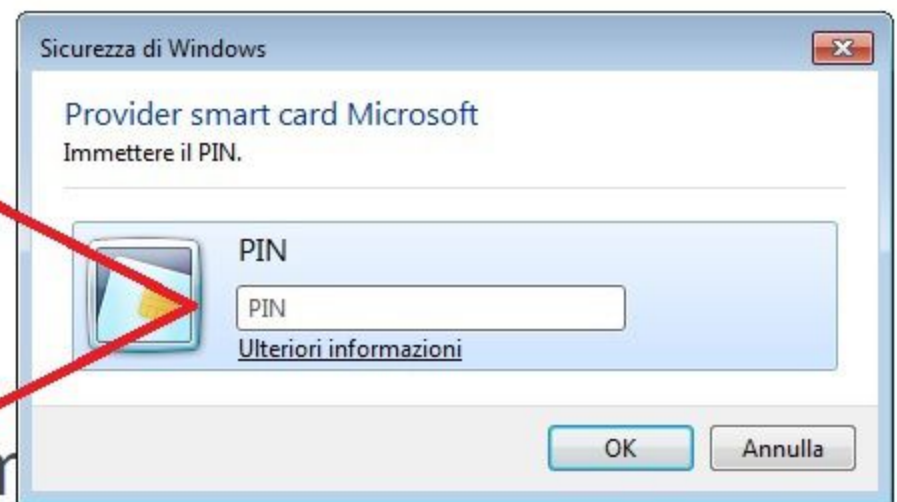 Sicurezza di Windows
Provider smart card Microsoft
Immettere il PIN.
PIN
PIN
Ulteriori informazioni
OK
Annulla